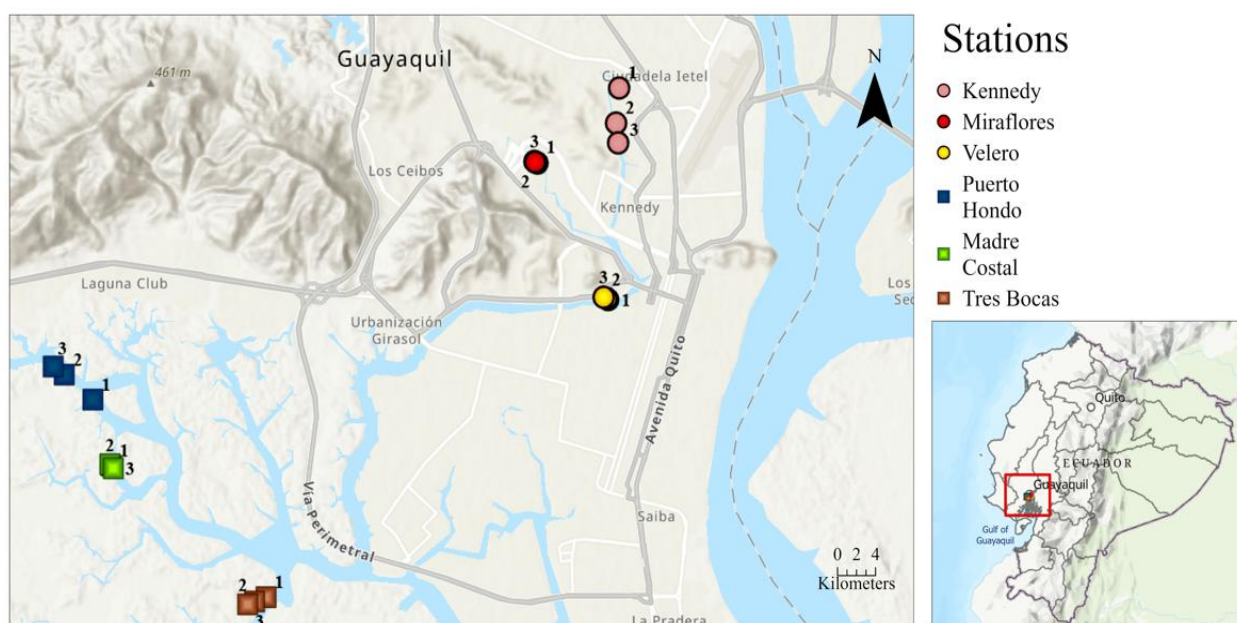 Guayaquil
461 m
1
Ciudadela Ietel
2
3
3 1
2
Los Ceibos
Kennedy
Laguna Club
3 2
1
Urbanización
Girasol
Los
Sec
3
2
1
Avenida Quito
2 1
3
Vía Perimetral
Saiba
2 1
3
La Pradera
0 2 4
Kilometers
N
Stations
Kennedy
Miraflores
Velero
Puerto
Hondo
Madre
Costal
Tres Bocas
Quito
ECUADOR
Guayaquil
Gulf of
Guayaquil